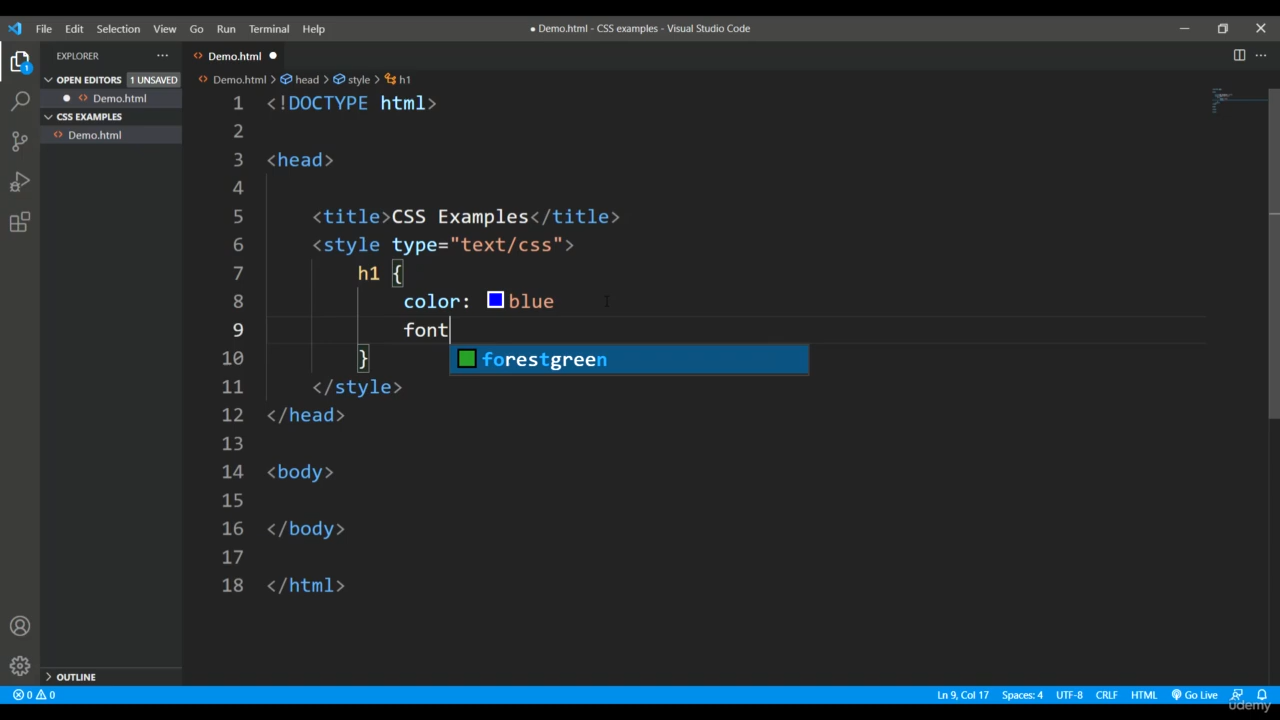 File Edit Selection View Go Run Terminal Help
● Demo.html - CSS examples - Visual Studio Code
EXPLORER ···
OPEN EDITORS 1 UNSAVED
Demo.html
CSS EXAMPLES
Demo.html
OUTLINE
1
Demo.html ●
Demo.html > head > style > h1
1 <!DOCTYPE html>
2
3 <head>
4
5 <title>CSS Examples</title>
6 <style type="text/css">
7 h1 {
8 color: blue
9 font
forestgreen
10 }
11 </style>
12 </head>
13
14 <body>
15
16 </body>
17
18 </html>
0 0 Ln 9, Col 17 Spaces: 4 UTF-8 CRLF HTML Go Live
udemy